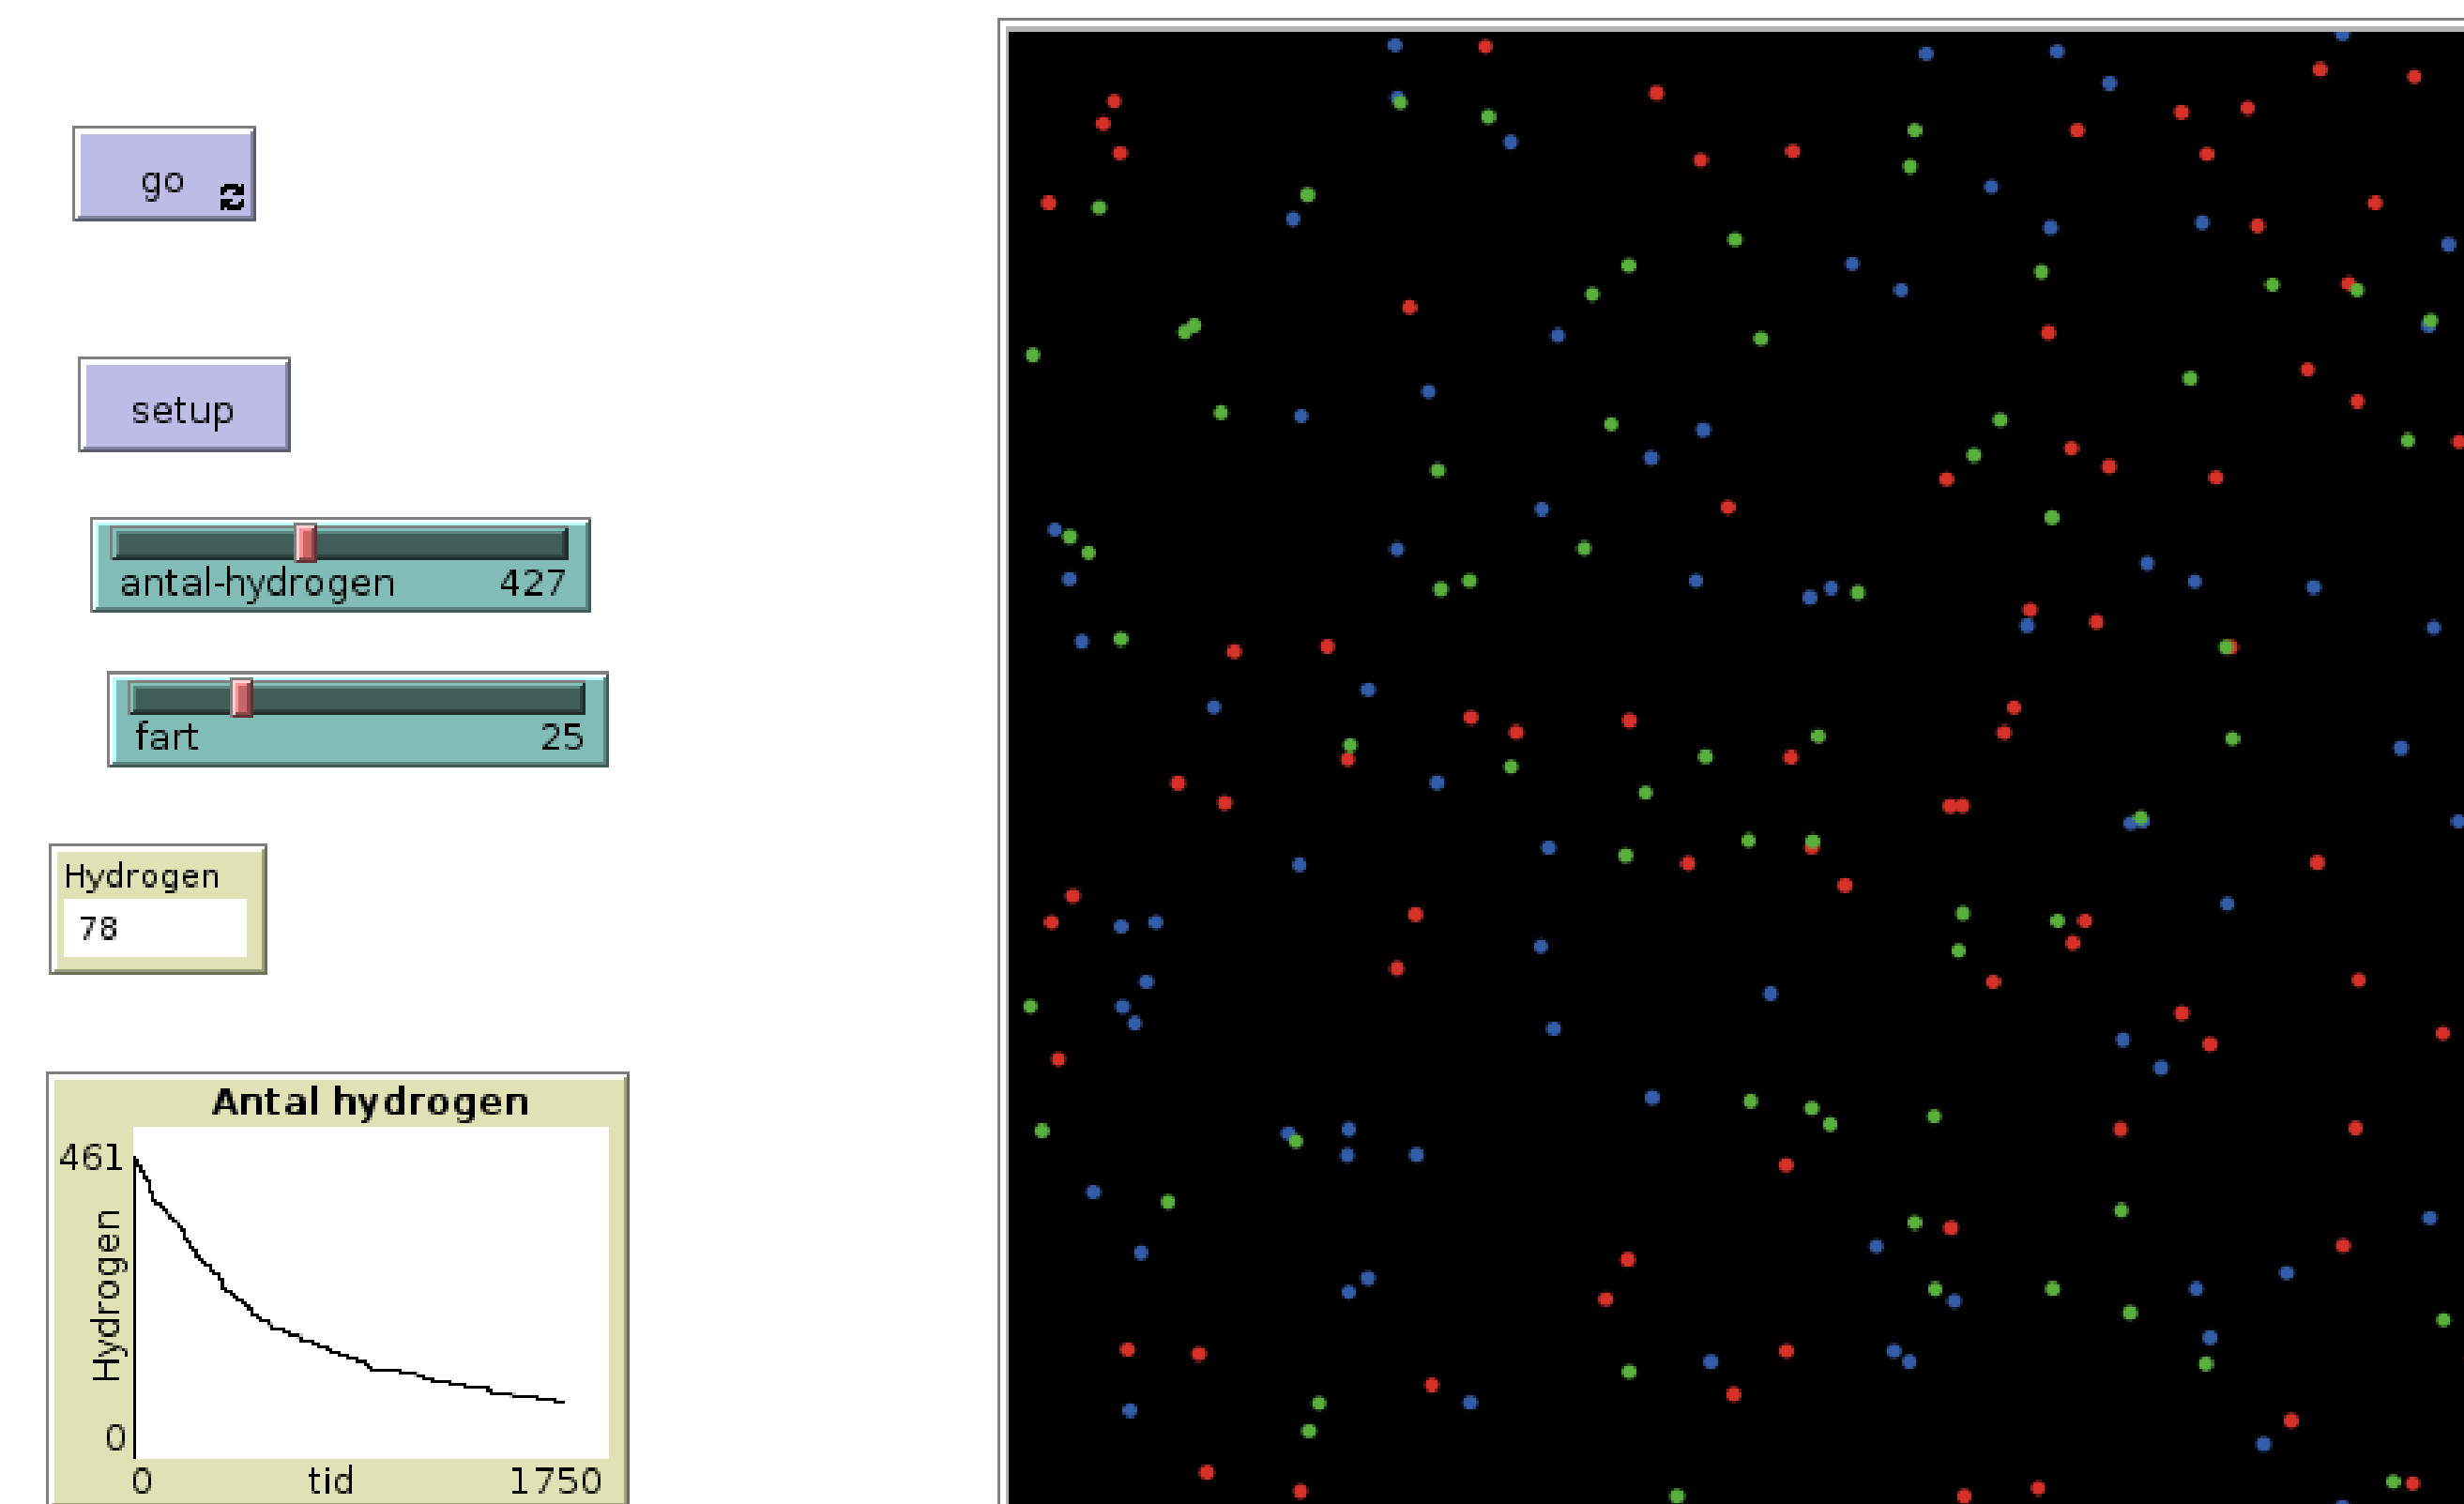 go
setup
antal-hydrogen 427
fart 25
Hydrogen
78
Antal hydrogen
461
Hydrogen
0
0 tid 1750